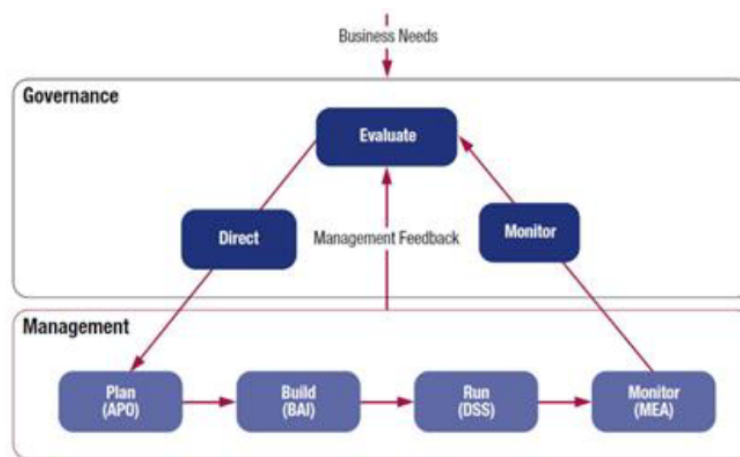 Business Needs
Governance
Evaluate
Direct
Management Feedback
Monitor
Management
Plan
(APO)
Build
(BAI)
Run
(DSS)
Monitor
(MEA)